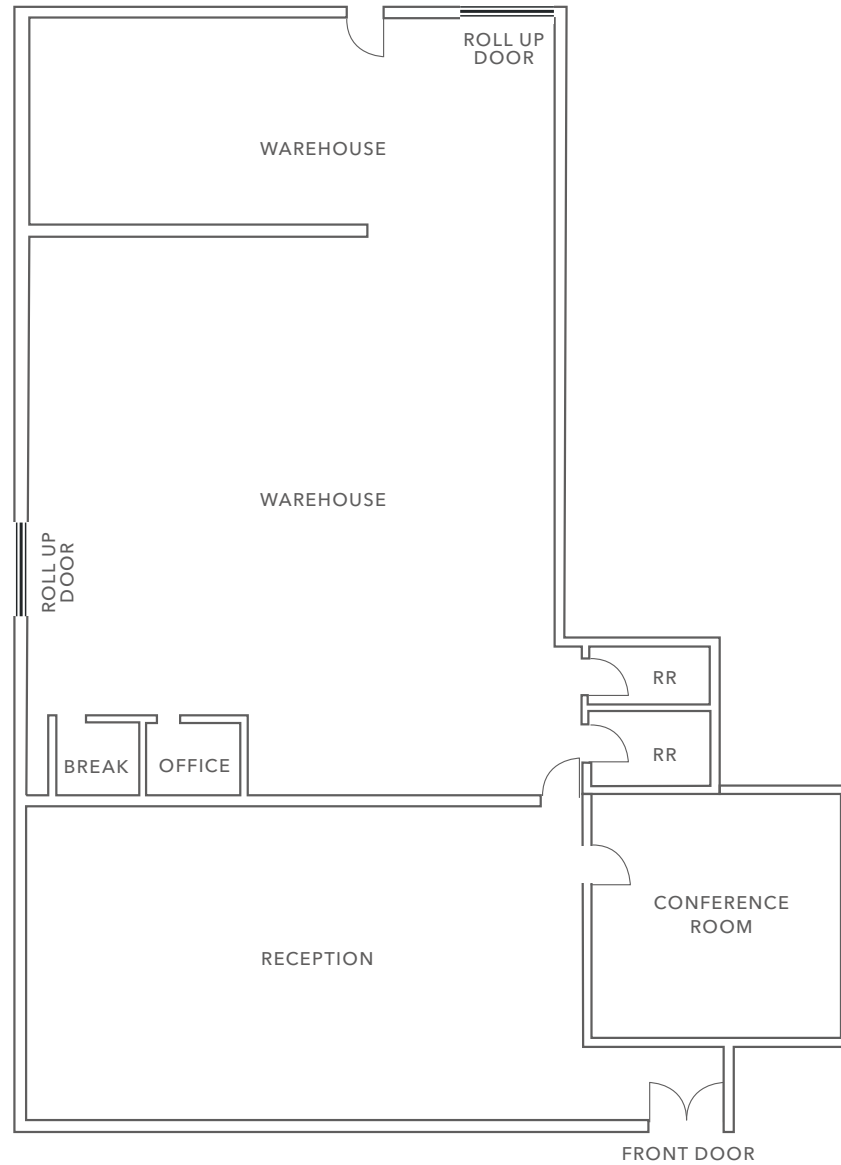 ROLL UP
DOOR
WAREHOUSE
WAREHOUSE
ROLL UP
DOOR
RR
RR
BREAK
OFFICE
CONFERENCE
ROOM
RECEPTION
FRONT DOOR